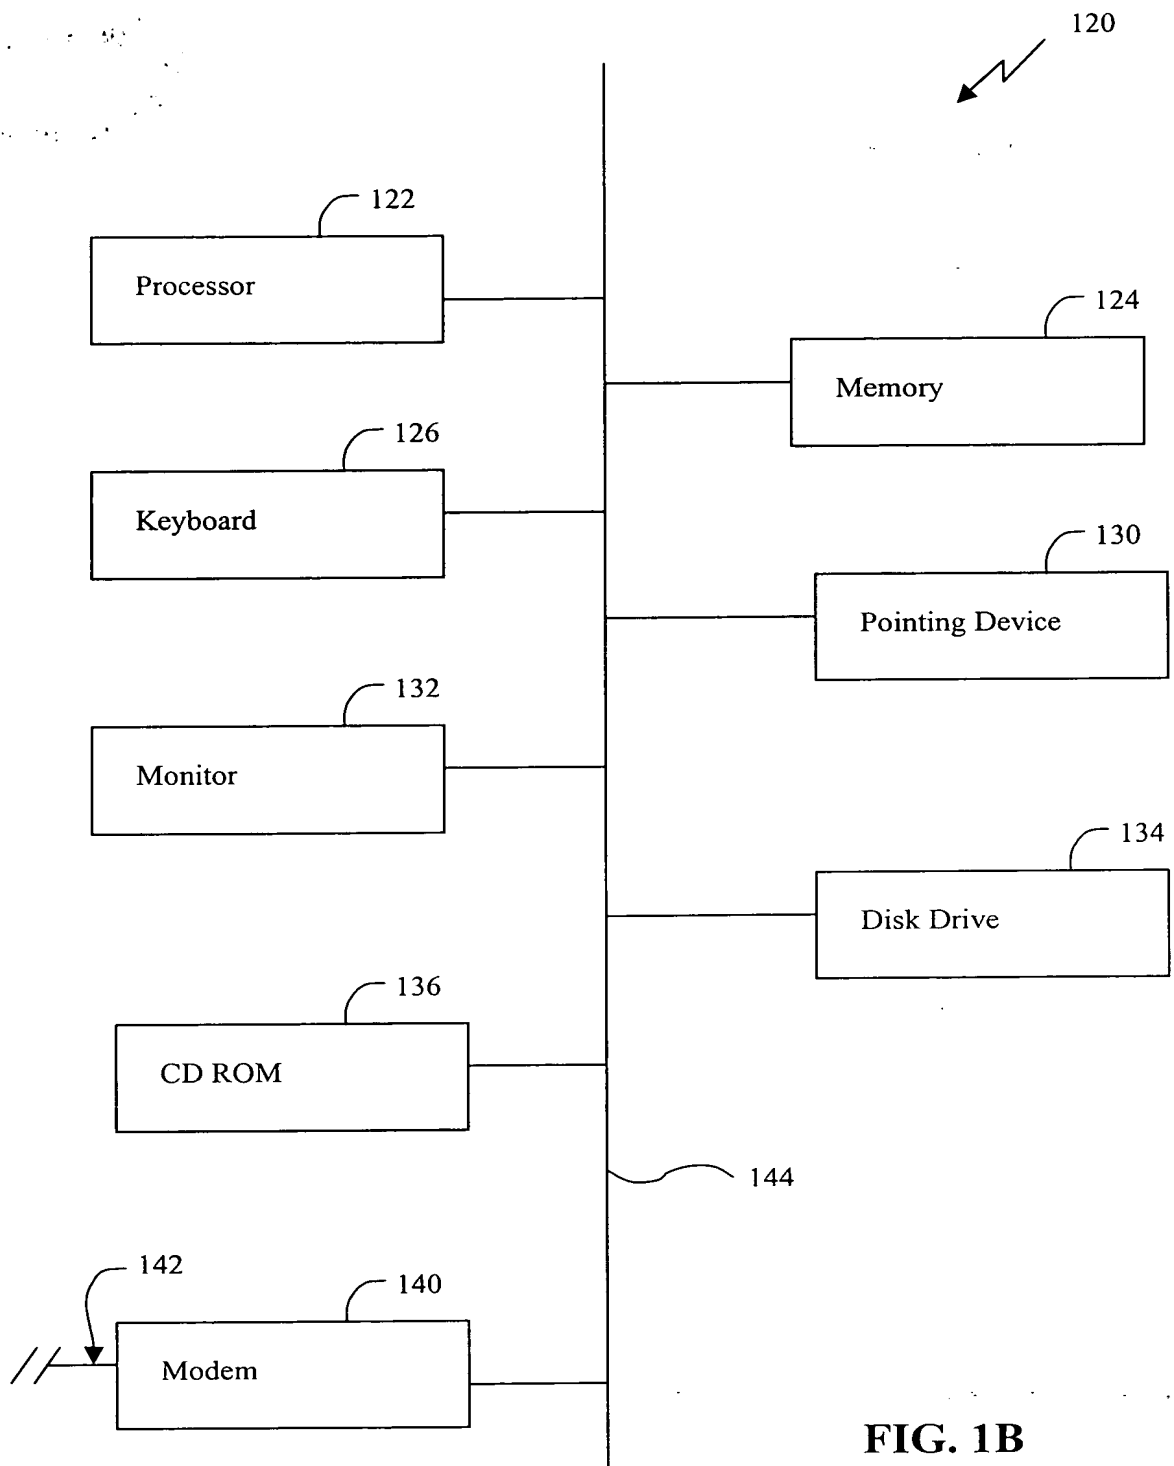 120
122
Processor
124
Memory
126
Keyboard
130
Pointing Device
132
Monitor
134
Disk Drive
136
CD ROM
144
142
140
Modem
FIG. 1B